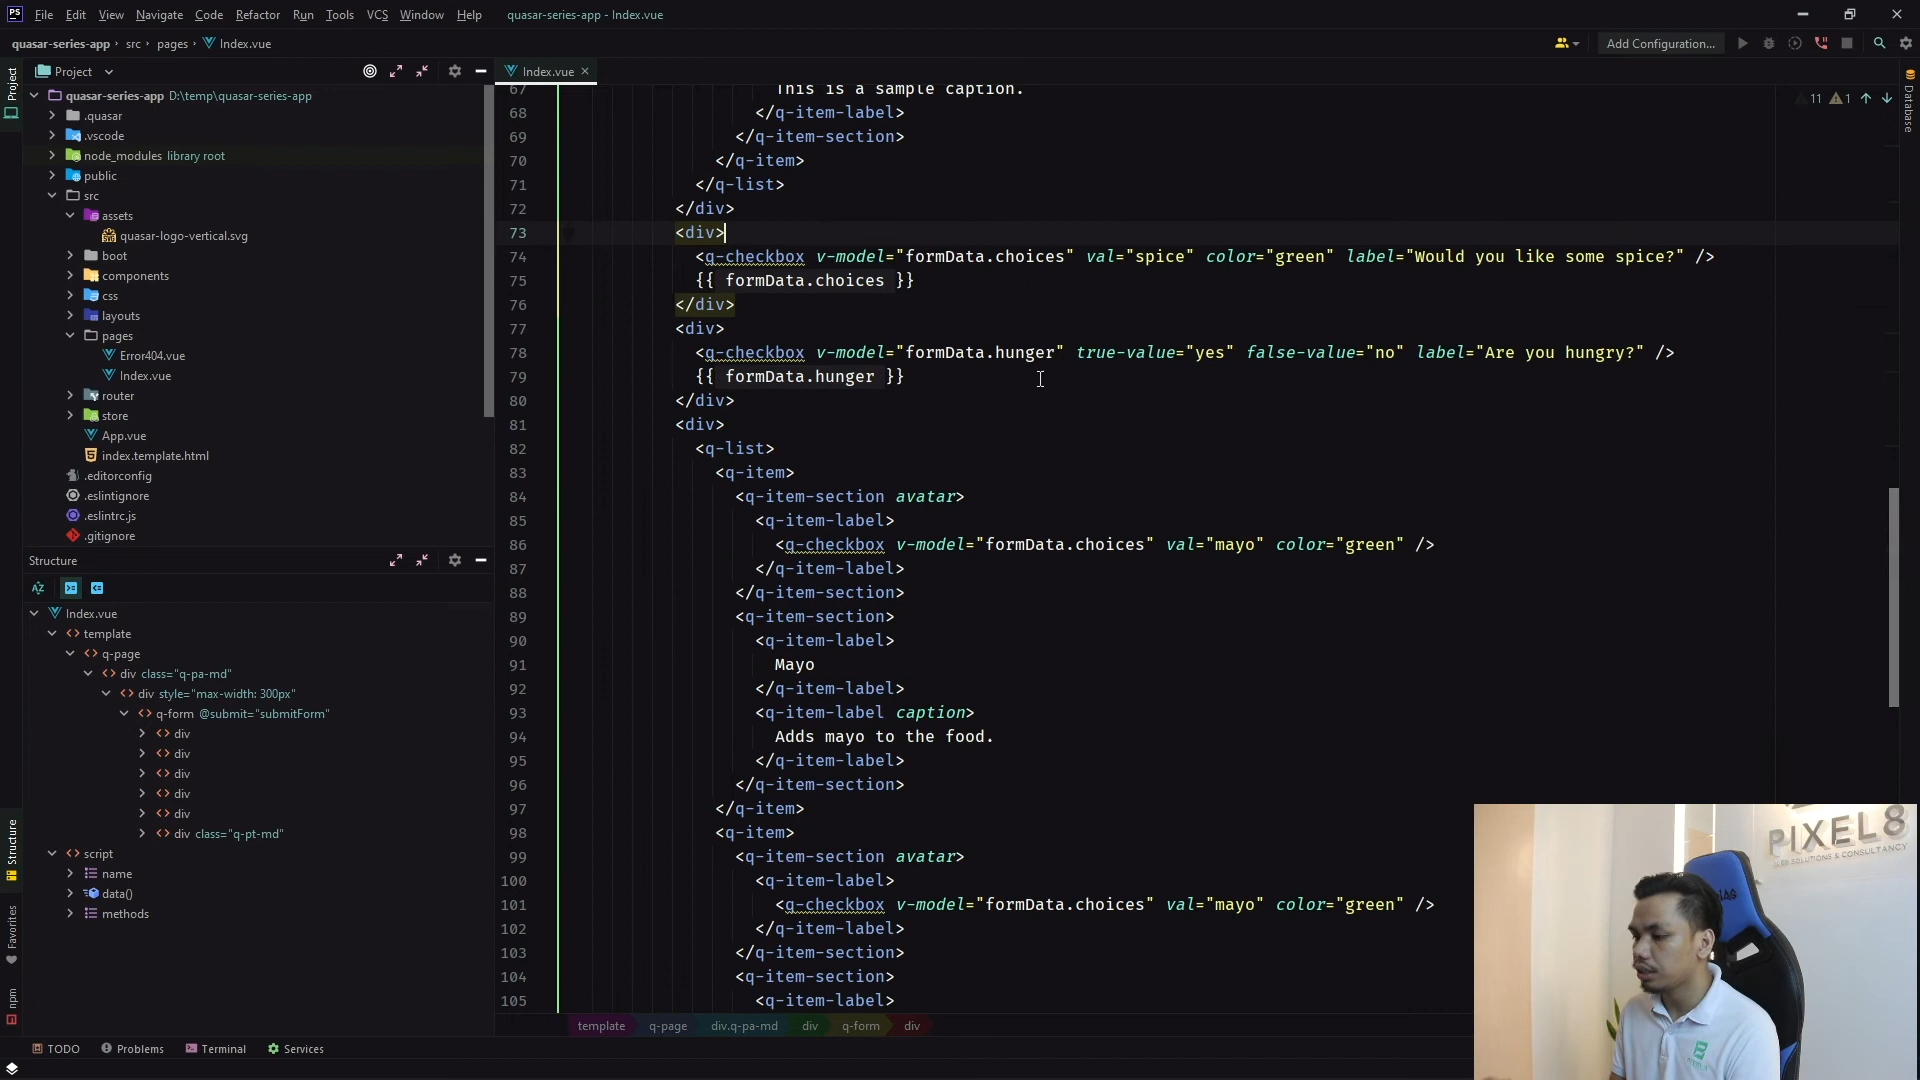 PS File Edit View Navigate Code Refactor Run Tools VCS Window Help quasar-series-app - Index.vue
quasar-series-app › src › pages › Index.vue
Add Configuration...
Project
Index.vue
11 1
quasar-series-app D:\temp\quasar-series-app
.quasar
.vscode
node_modules library root
public
src
assets
quasar-logo-vertical.svg
boot
components
css
layouts
pages
Error404.vue
Index.vue
router
store
App.vue
index.template.html
.editorconfig
.eslintignore
.eslintrc.js
.gitignore
Structure
Index.vue
template
q-page
div class="q-pa-md"
div style="max-width: 300px"
q-form @submit="submitForm"
div
div
div
div
div
div class="q-pt-md"
script
name
data()
methods
Project
Structure
Favorites
npm
Database
67 This is a sample caption.
68 </q-item-label>
69 </q-item-section>
70 </q-item>
71 </q-list>
72 </div>
73 <div>
74 <q-checkbox v-model="formData.choices" val="spice" color="green" label="Would you like some spice?" />
75 {{ formData.choices }}
76 </div>
77 <div>
78 <q-checkbox v-model="formData.hunger" true-value="yes" false-value="no" label="Are you hungry?" />
79 {{ formData.hunger }}
80 </div>
81 <div>
82 <q-list>
83 <q-item>
84 <q-item-section avatar>
85 <q-item-label>
86 <q-checkbox v-model="formData.choices" val="mayo" color="green" />
87 </q-item-label>
88 </q-item-section>
89 <q-item-section>
90 <q-item-label>
91 Mayo
92 </q-item-label>
93 <q-item-label caption>
94 Adds mayo to the food.
95 </q-item-label>
96 </q-item-section>
97 </q-item>
98 <q-item>
99 <q-item-section avatar>
100 <q-item-label>
101 <q-checkbox v-model="formData.choices" val="mayo" color="green" />
102 </q-item-label>
103 </q-item-section>
104 <q-item-section>
105 <q-item-label>
template q-page div.q-pa-md div q-form div
TODO Problems Terminal Services
PIXEL8
WEB SOLUTIONS & CONSULTANCY